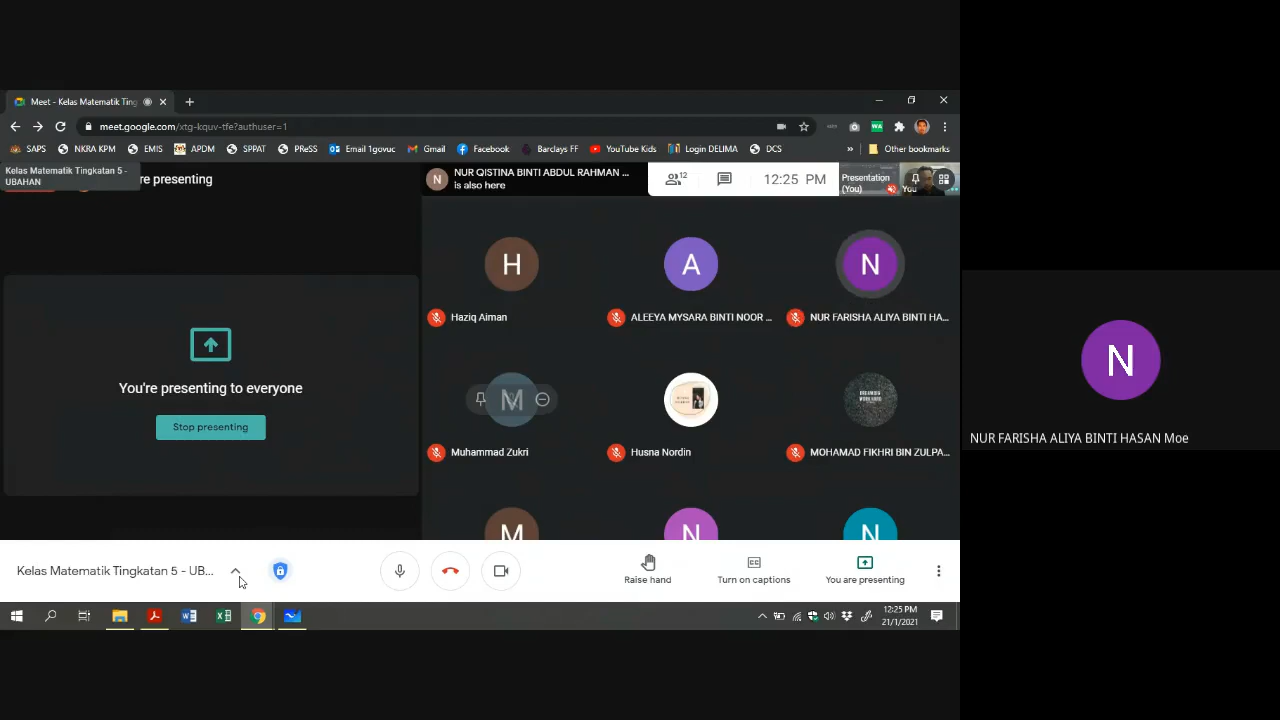 Meet - Kelas Matematik Ting
meet.google.com/xtg-kquv-tfe?authuser=1
SAPS NKRA KPM EMIS APDM SPPAT PReSS Email 1govuc Gmail Facebook Barclays FF YouTube Kids Login DELIMA DCS » Other bookmarks
Kelas Matematik Tingkatan 5 -
UBAHAN
re presenting
N NUR QISTINA BINTI ABDUL RAHMAN ...
is also here
12
12:25 PM
Presentation
(You)
You
H A N
Haziq Aiman
ALEEYA MYSARA BINTI NOOR ...
NUR FARISHA ALIYA BINTI HA...
You're presenting to everyone
Stop presenting
M
Muhammad Zukri
Husna Nordin
MOHAMAD FIKHRI BIN ZULPA...
M N N
Kelas Matematik Tingkatan 5 - UB...
Raise hand
Turn on captions
You are presenting
12:25 PM
21/1/2021
N
NUR FARISHA ALIYA BINTI HASAN Moe